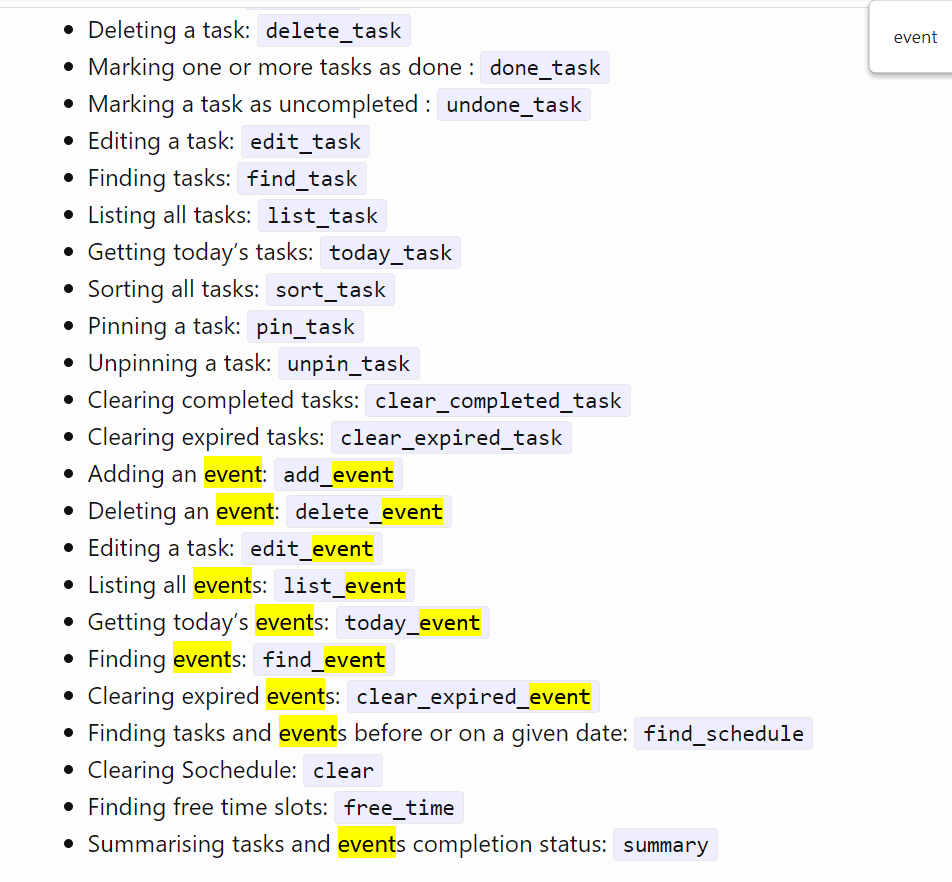 event
Deleting a task: delete_task
Marking one or more tasks as done : done_task
Marking a task as uncompleted : undone_task
Editing a task: edit_task
Finding tasks: find_task
Listing all tasks: list_task
Getting today’s tasks: today_task
Sorting all tasks: sort_task
Pinning a task: pin_task
Unpinning a task: unpin_task
Clearing completed tasks: clear_completed_task
Clearing expired tasks: clear_expired_task
Adding an event: add_event
Deleting an event: delete_event
Editing a task: edit_event
Listing all events: list_event
Getting today’s events: today_event
Finding events: find_event
Clearing expired events: clear_expired_event
Finding tasks and events before or on a given date: find_schedule
Clearing Sochedule: clear
Finding free time slots: free_time
Summarising tasks and events completion status: summary